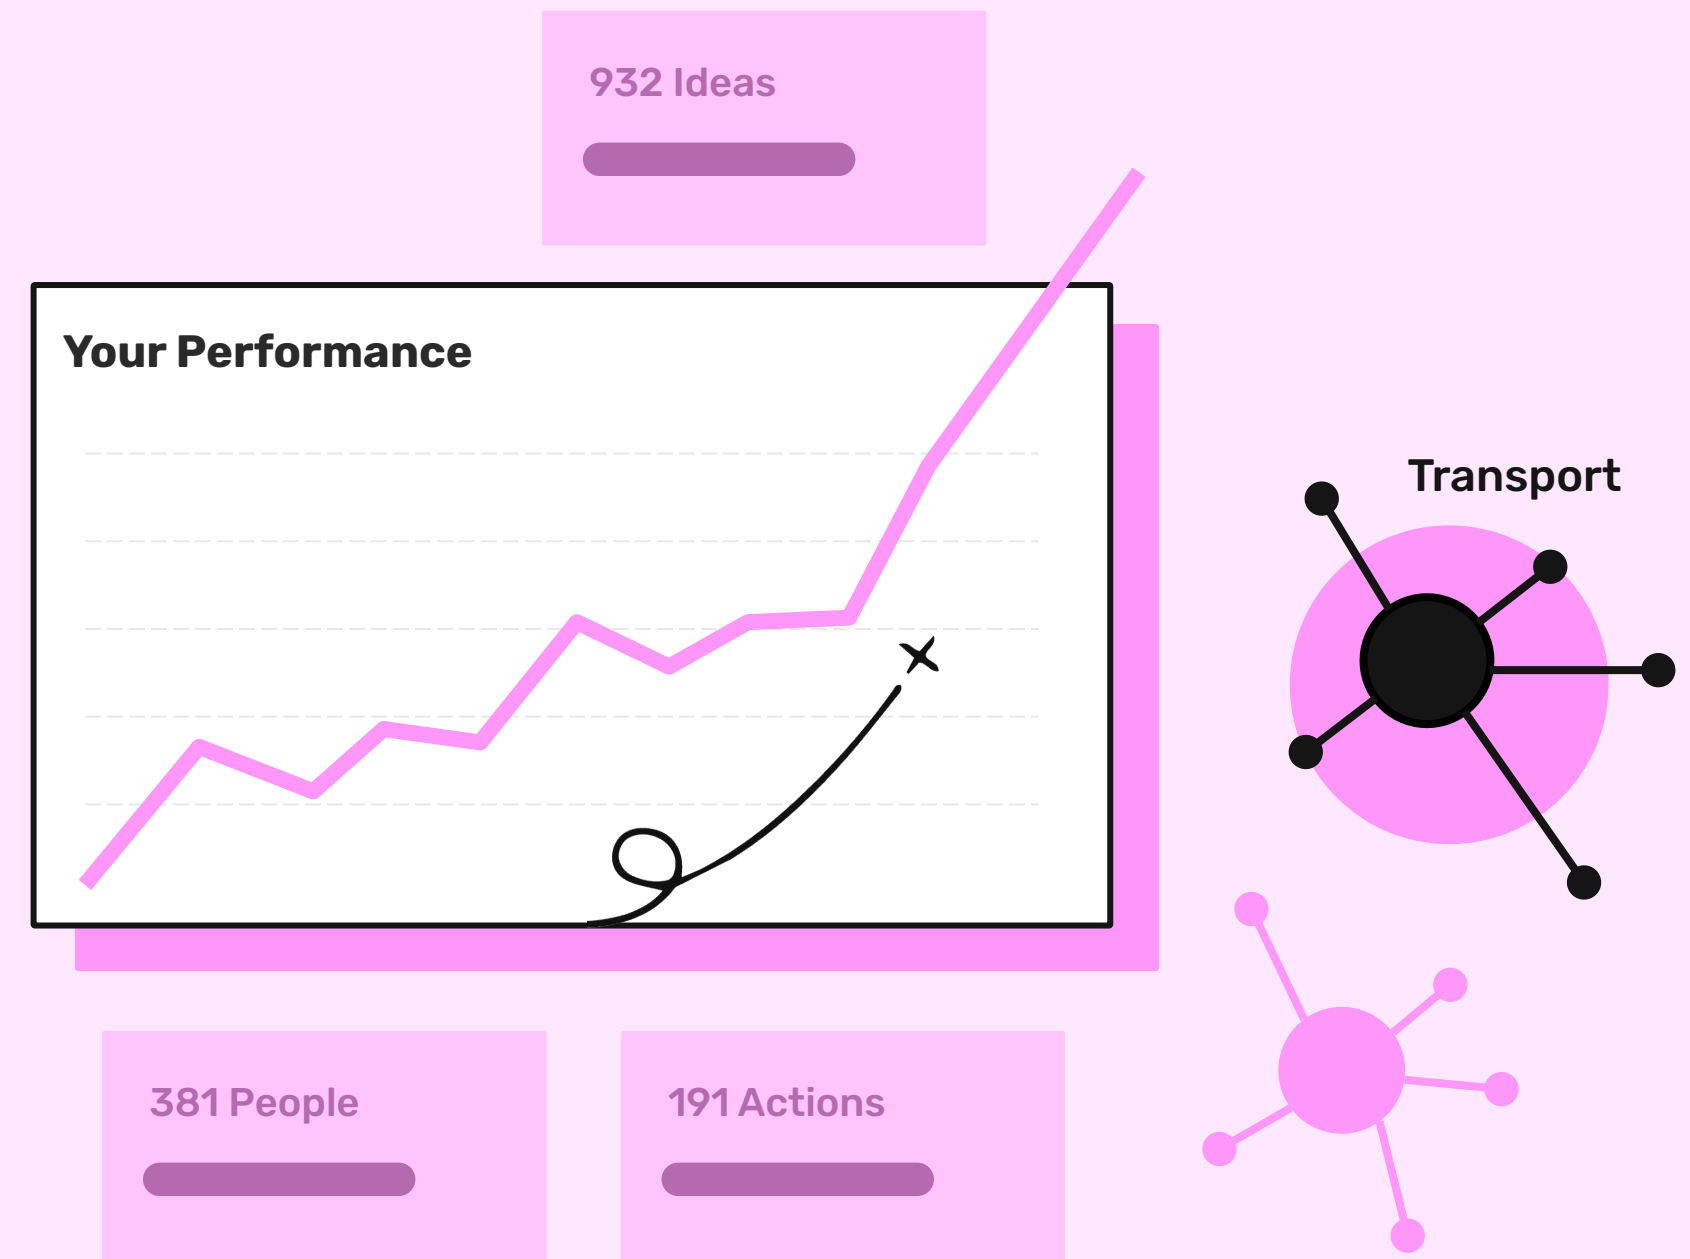 932 Ideas
Your Performance
Transport
381 People
191 Actions